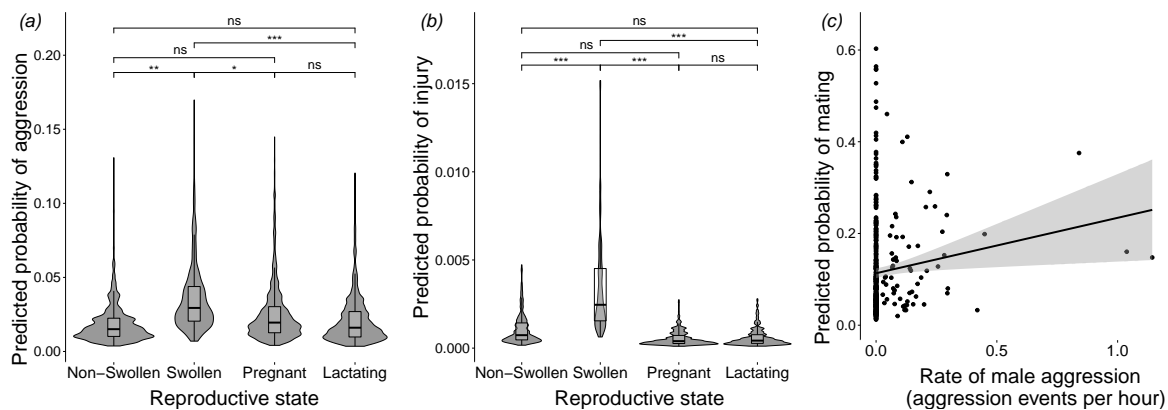 (a)
ns
***
ns
** * ns
Predicted probability of aggression
0.20
0.15
0.10
0.05
0.00
Non−Swollen Swollen Pregnant Lactating
Reproductive state
(b)
ns
***
ns
*** *** ns
Predicted probability of injury
0.015
0.010
0.005
0.000
Non−Swollen Swollen Pregnant Lactating
Reproductive state
(c)
Predicted probability of mating
0.6
0.4
0.2
0.0
0.0 0.5 1.0
Rate of male aggression
(aggression events per hour)